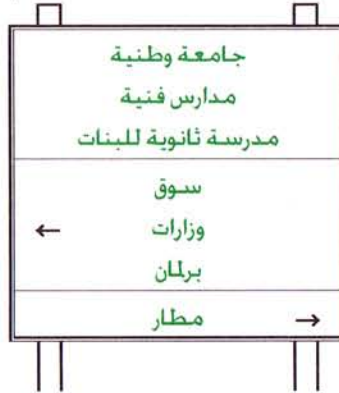 جامعة وطنية
مدارس فنية
مدرسة ثانوية للبنات
سوق
← وزارات
برلمان
مطار →